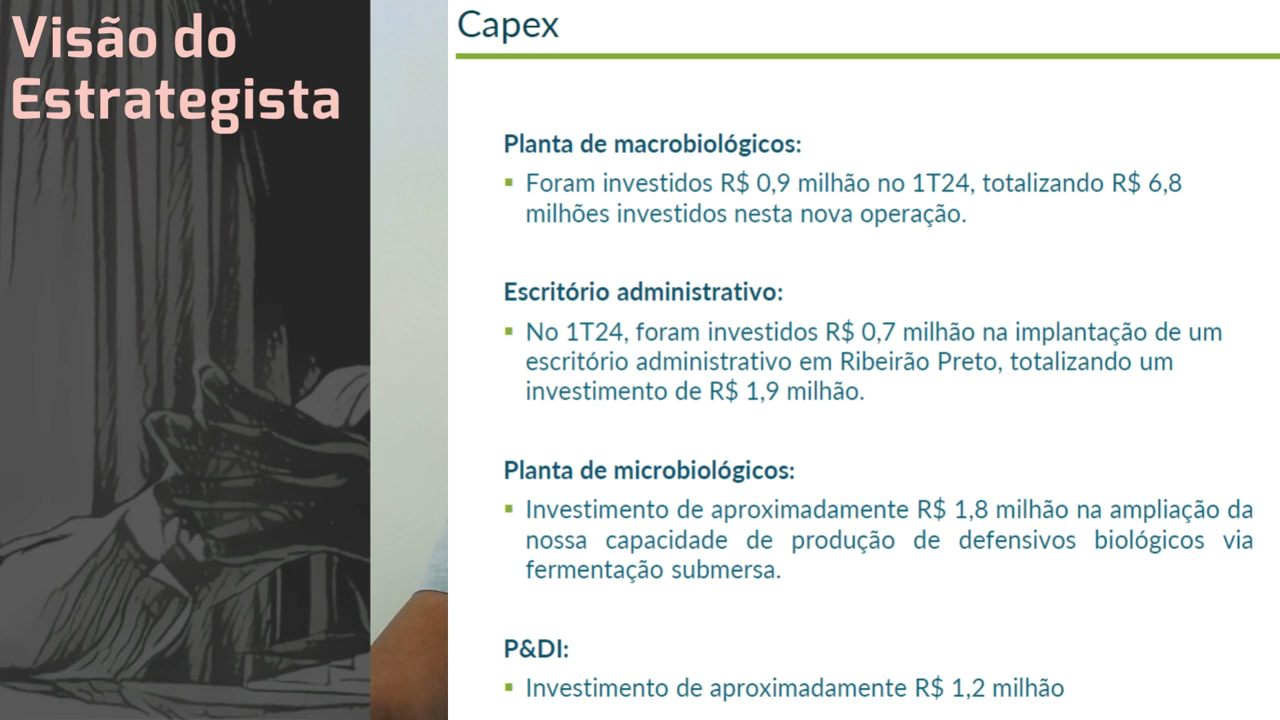 Visão do
Estrategista
Capex
Planta de macrobiológicos:
▪ Foram investidos R$ 0,9 milhão no 1T24, totalizando R$ 6,8
milhões investidos nesta nova operação.
Escritório administrativo:
▪ No 1T24, foram investidos R$ 0,7 milhão na implantação de um
escritório administrativo em Ribeirão Preto, totalizando um
investimento de R$ 1,9 milhão.
Planta de microbiológicos:
▪ Investimento de aproximadamente R$ 1,8 milhão na ampliação da
nossa capacidade de produção de defensivos biológicos via
fermentação submersa.
P&DI:
▪ Investimento de aproximadamente R$ 1,2 milhão